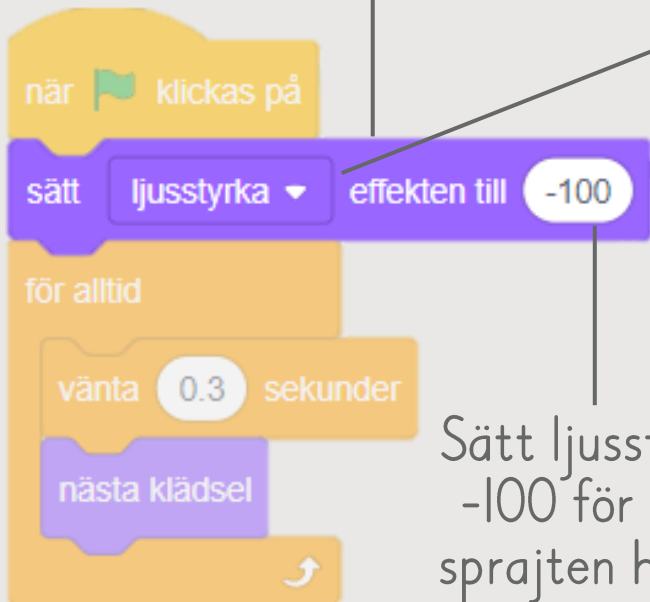 när klickas på
sätt ljusstyrka effekten till -100
för alltid
vänta 0.3 sekunder
nästa klädsel
Sätt
-100 för
sprajten